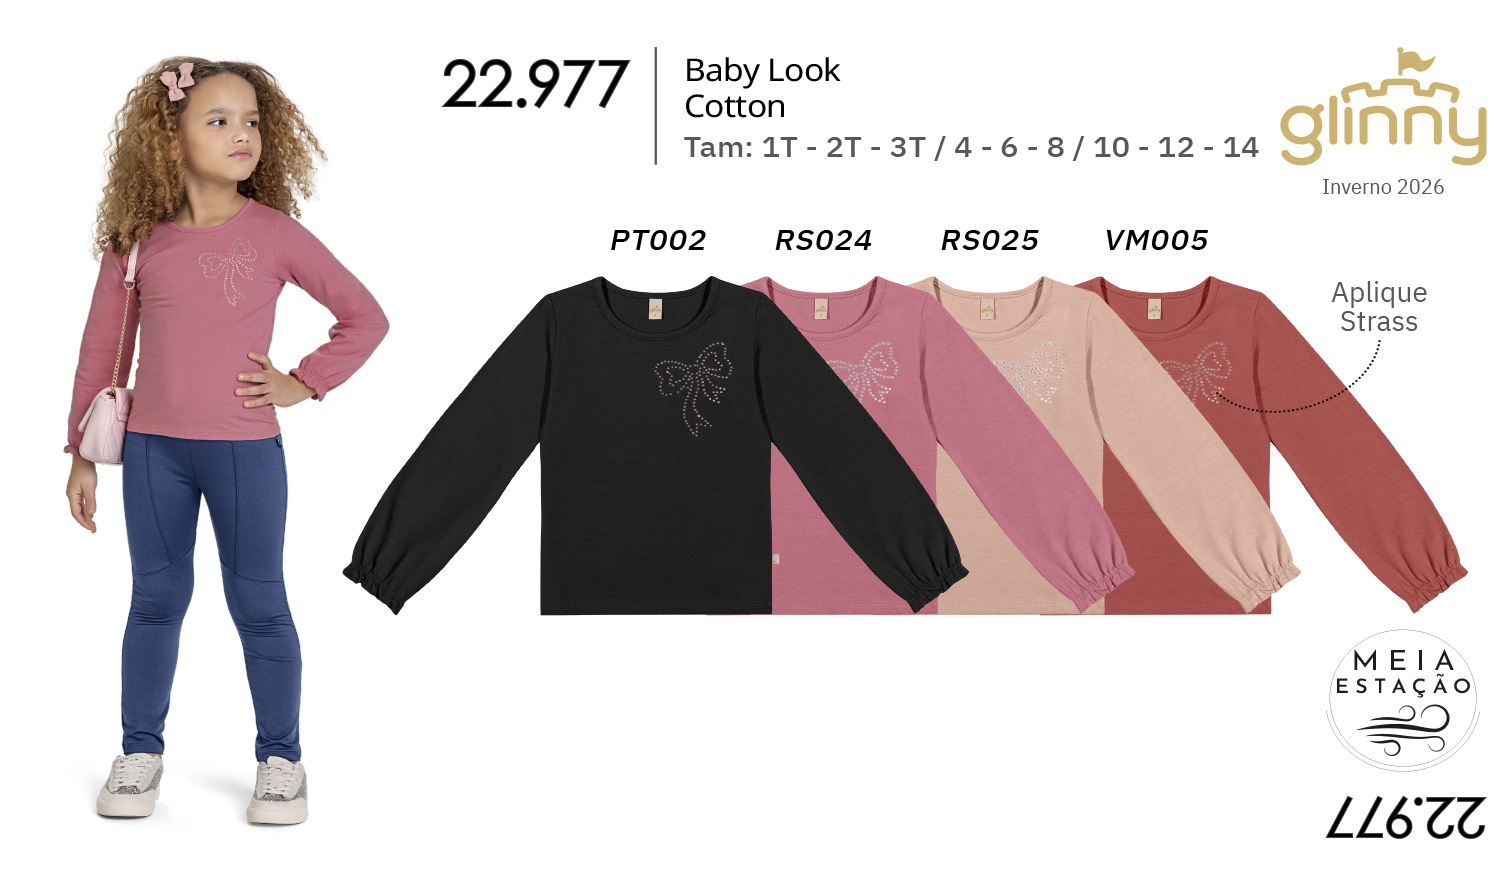 22.977
Baby Look
Cotton
Tam: 1T - 2T - 3T / 4 - 6 - 8 / 10 - 12 - 14
glinny
Inverno 2026
PT002
RS024
RS025
VM005
Aplique
Strass
MEIA
ESTAÇÃO
22.977